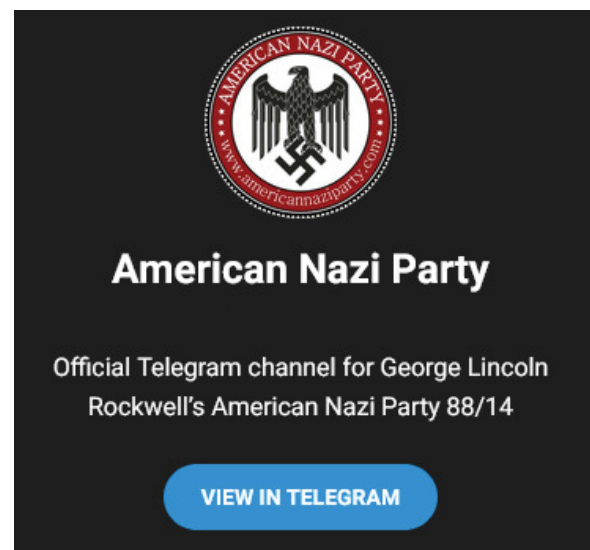 AMERICAN NAZI PARTY
www.americannaziparty.com
American Nazi Party
Official Telegram channel for George Lincoln
Rockwell's American Nazi Party 88/14
VIEW IN TELEGRAM